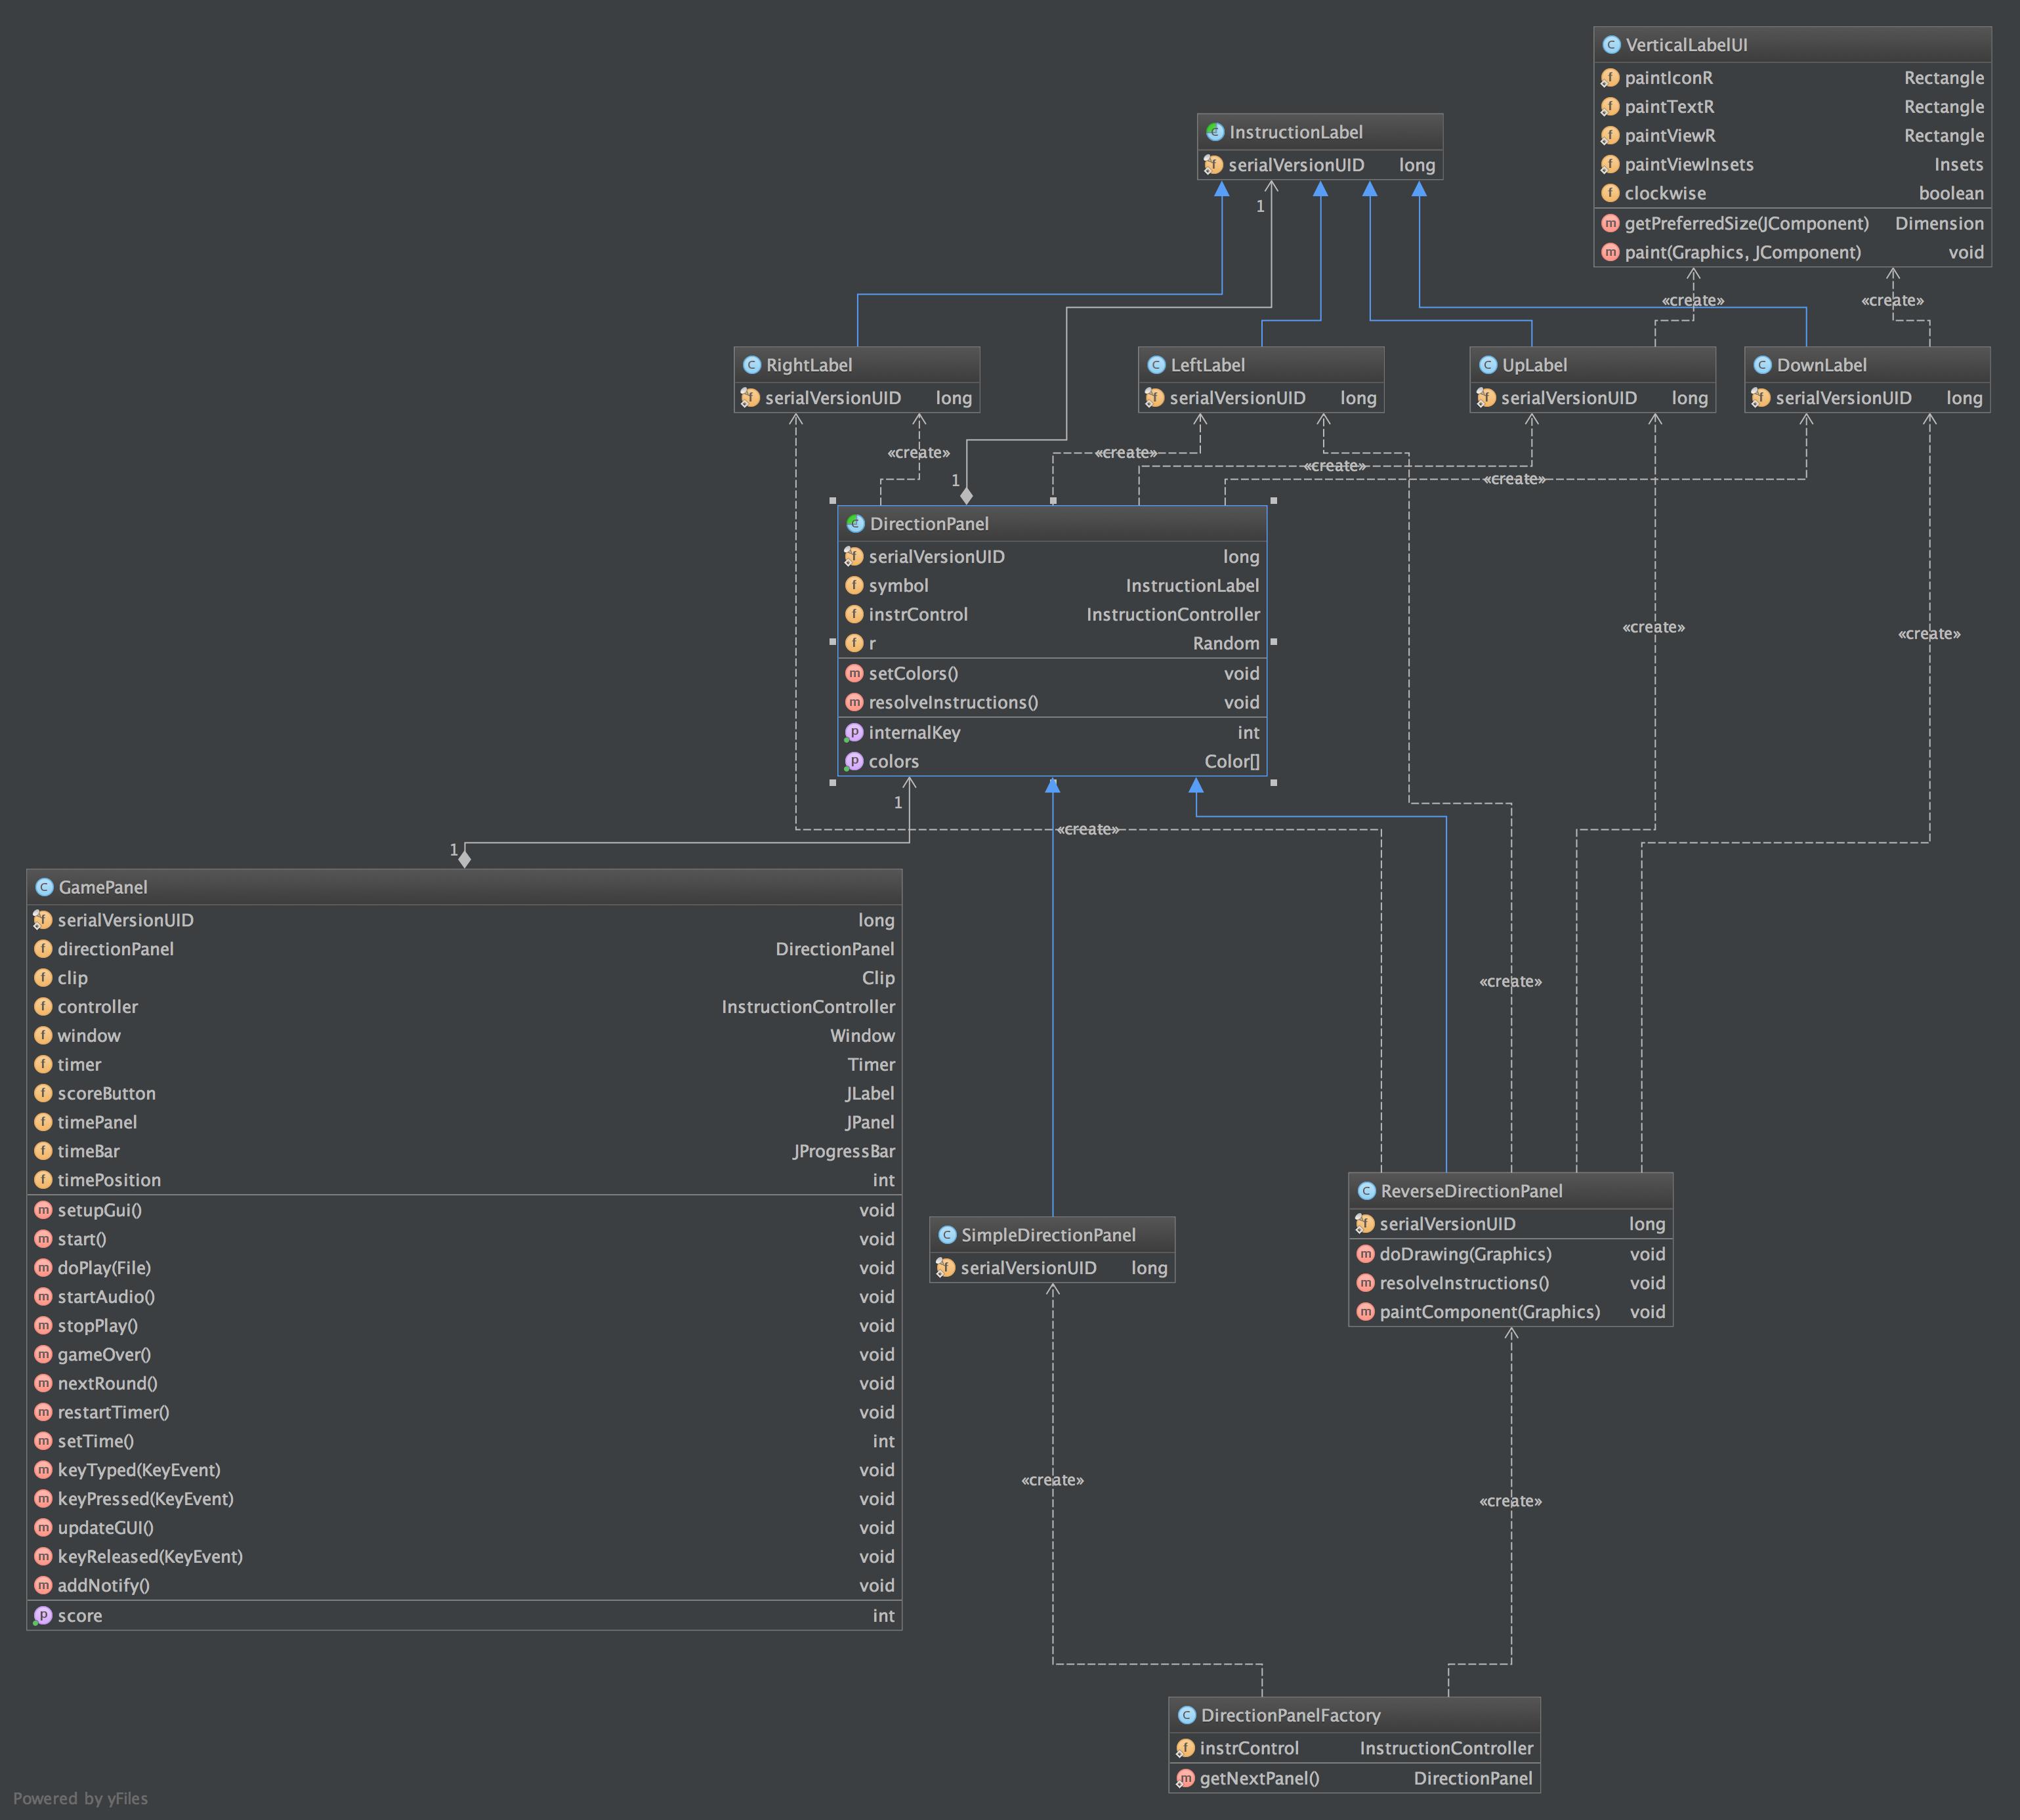 VerticalLabelUI
paintIconR Rectangle
paintTextR Rectangle
paintViewR Rectangle
paintViewInsets Insets
clockwise boolean
getPreferredSize(JComponent) Dimension
paint(Graphics, JComponent) void
InstructionLabel
serialVersionUID long
1
«create» «create»
RightLabel
serialVersionUID long
LeftLabel
serialVersionUID long
UpLabel
serialVersionUID long
DownLabel
serialVersionUID long
«create»
«create»
«create»
«create»
1
DirectionPanel
serialVersionUID long
symbol InstructionLabel
instrControl InstructionController
r Random
setColors() void
resolveInstructions() void
internalKey int
colors Color[]
«create»
«create»
1
«create»
1
GamePanel
serialVersionUID long
directionPanel DirectionPanel
clip Clip
controller InstructionController
window Window
timer Timer
scoreButton JLabel
timePanel JPanel
timeBar JProgressBar
timePosition int
setupGui() void
start() void
doPlay(File) void
startAudio() void
stopPlay() void
gameOver() void
nextRound() void
restartTimer() void
setTime() int
keyTyped(KeyEvent) void
keyPressed(KeyEvent) void
updateGUI() void
keyReleased(KeyEvent) void
addNotify() void
score int
«create»
SimpleDirectionPanel
serialVersionUID long
ReverseDirectionPanel
serialVersionUID long
doDrawing(Graphics) void
resolveInstructions() void
paintComponent(Graphics) void
«create»
«create»
DirectionPanelFactory
instrControl InstructionController
getNextPanel() DirectionPanel
Powered by yFiles